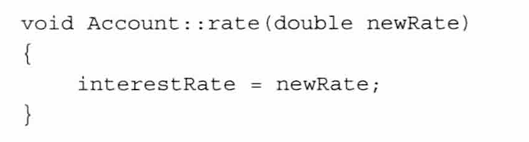 void Account::rate(double newRate)
{
     interestRate = newRate;
}